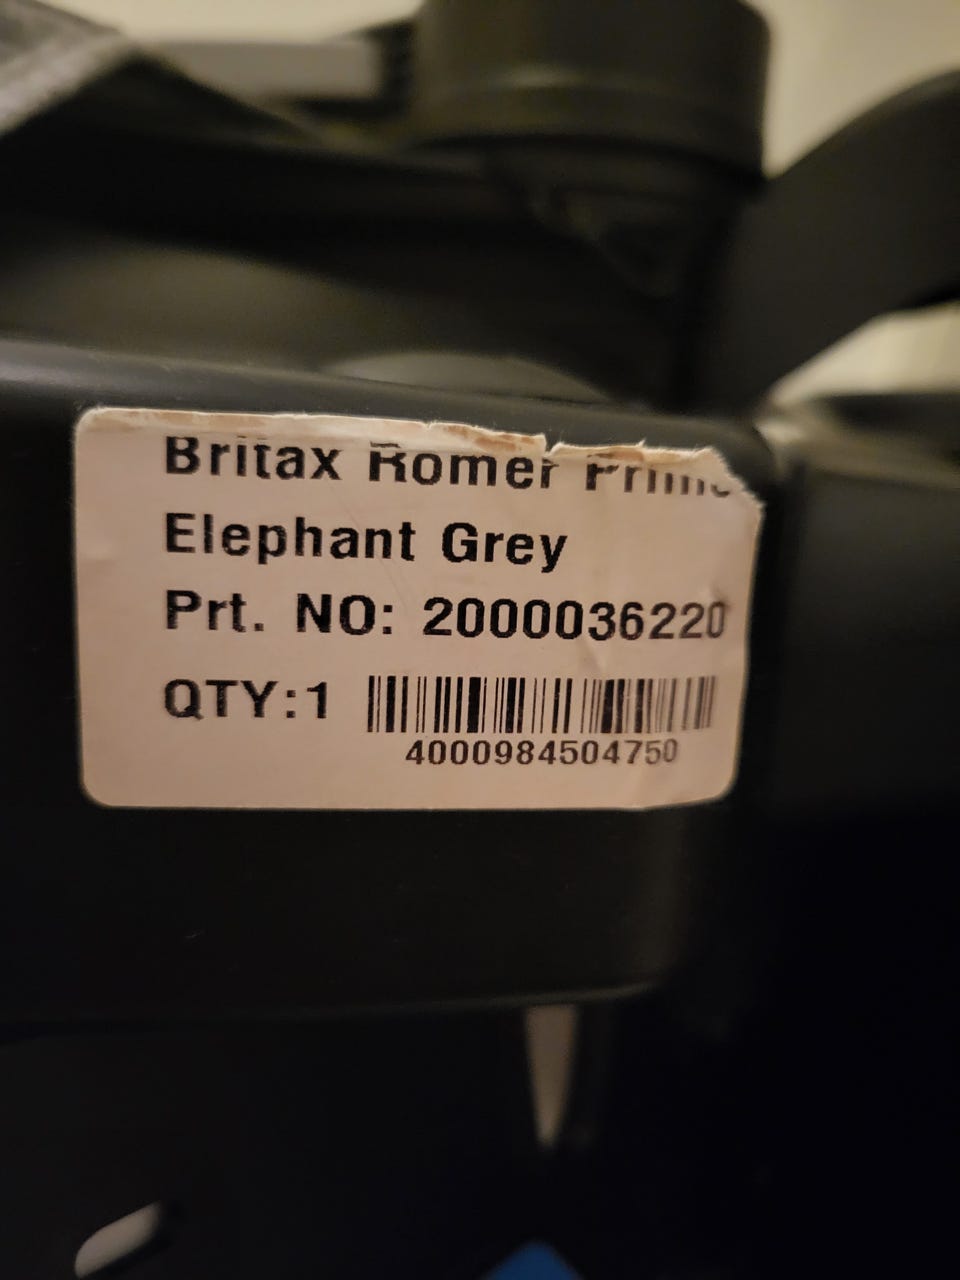 Britax Romer
Elephant Grey
Prt. NO: 2000036220
QTY:1
4000984504750